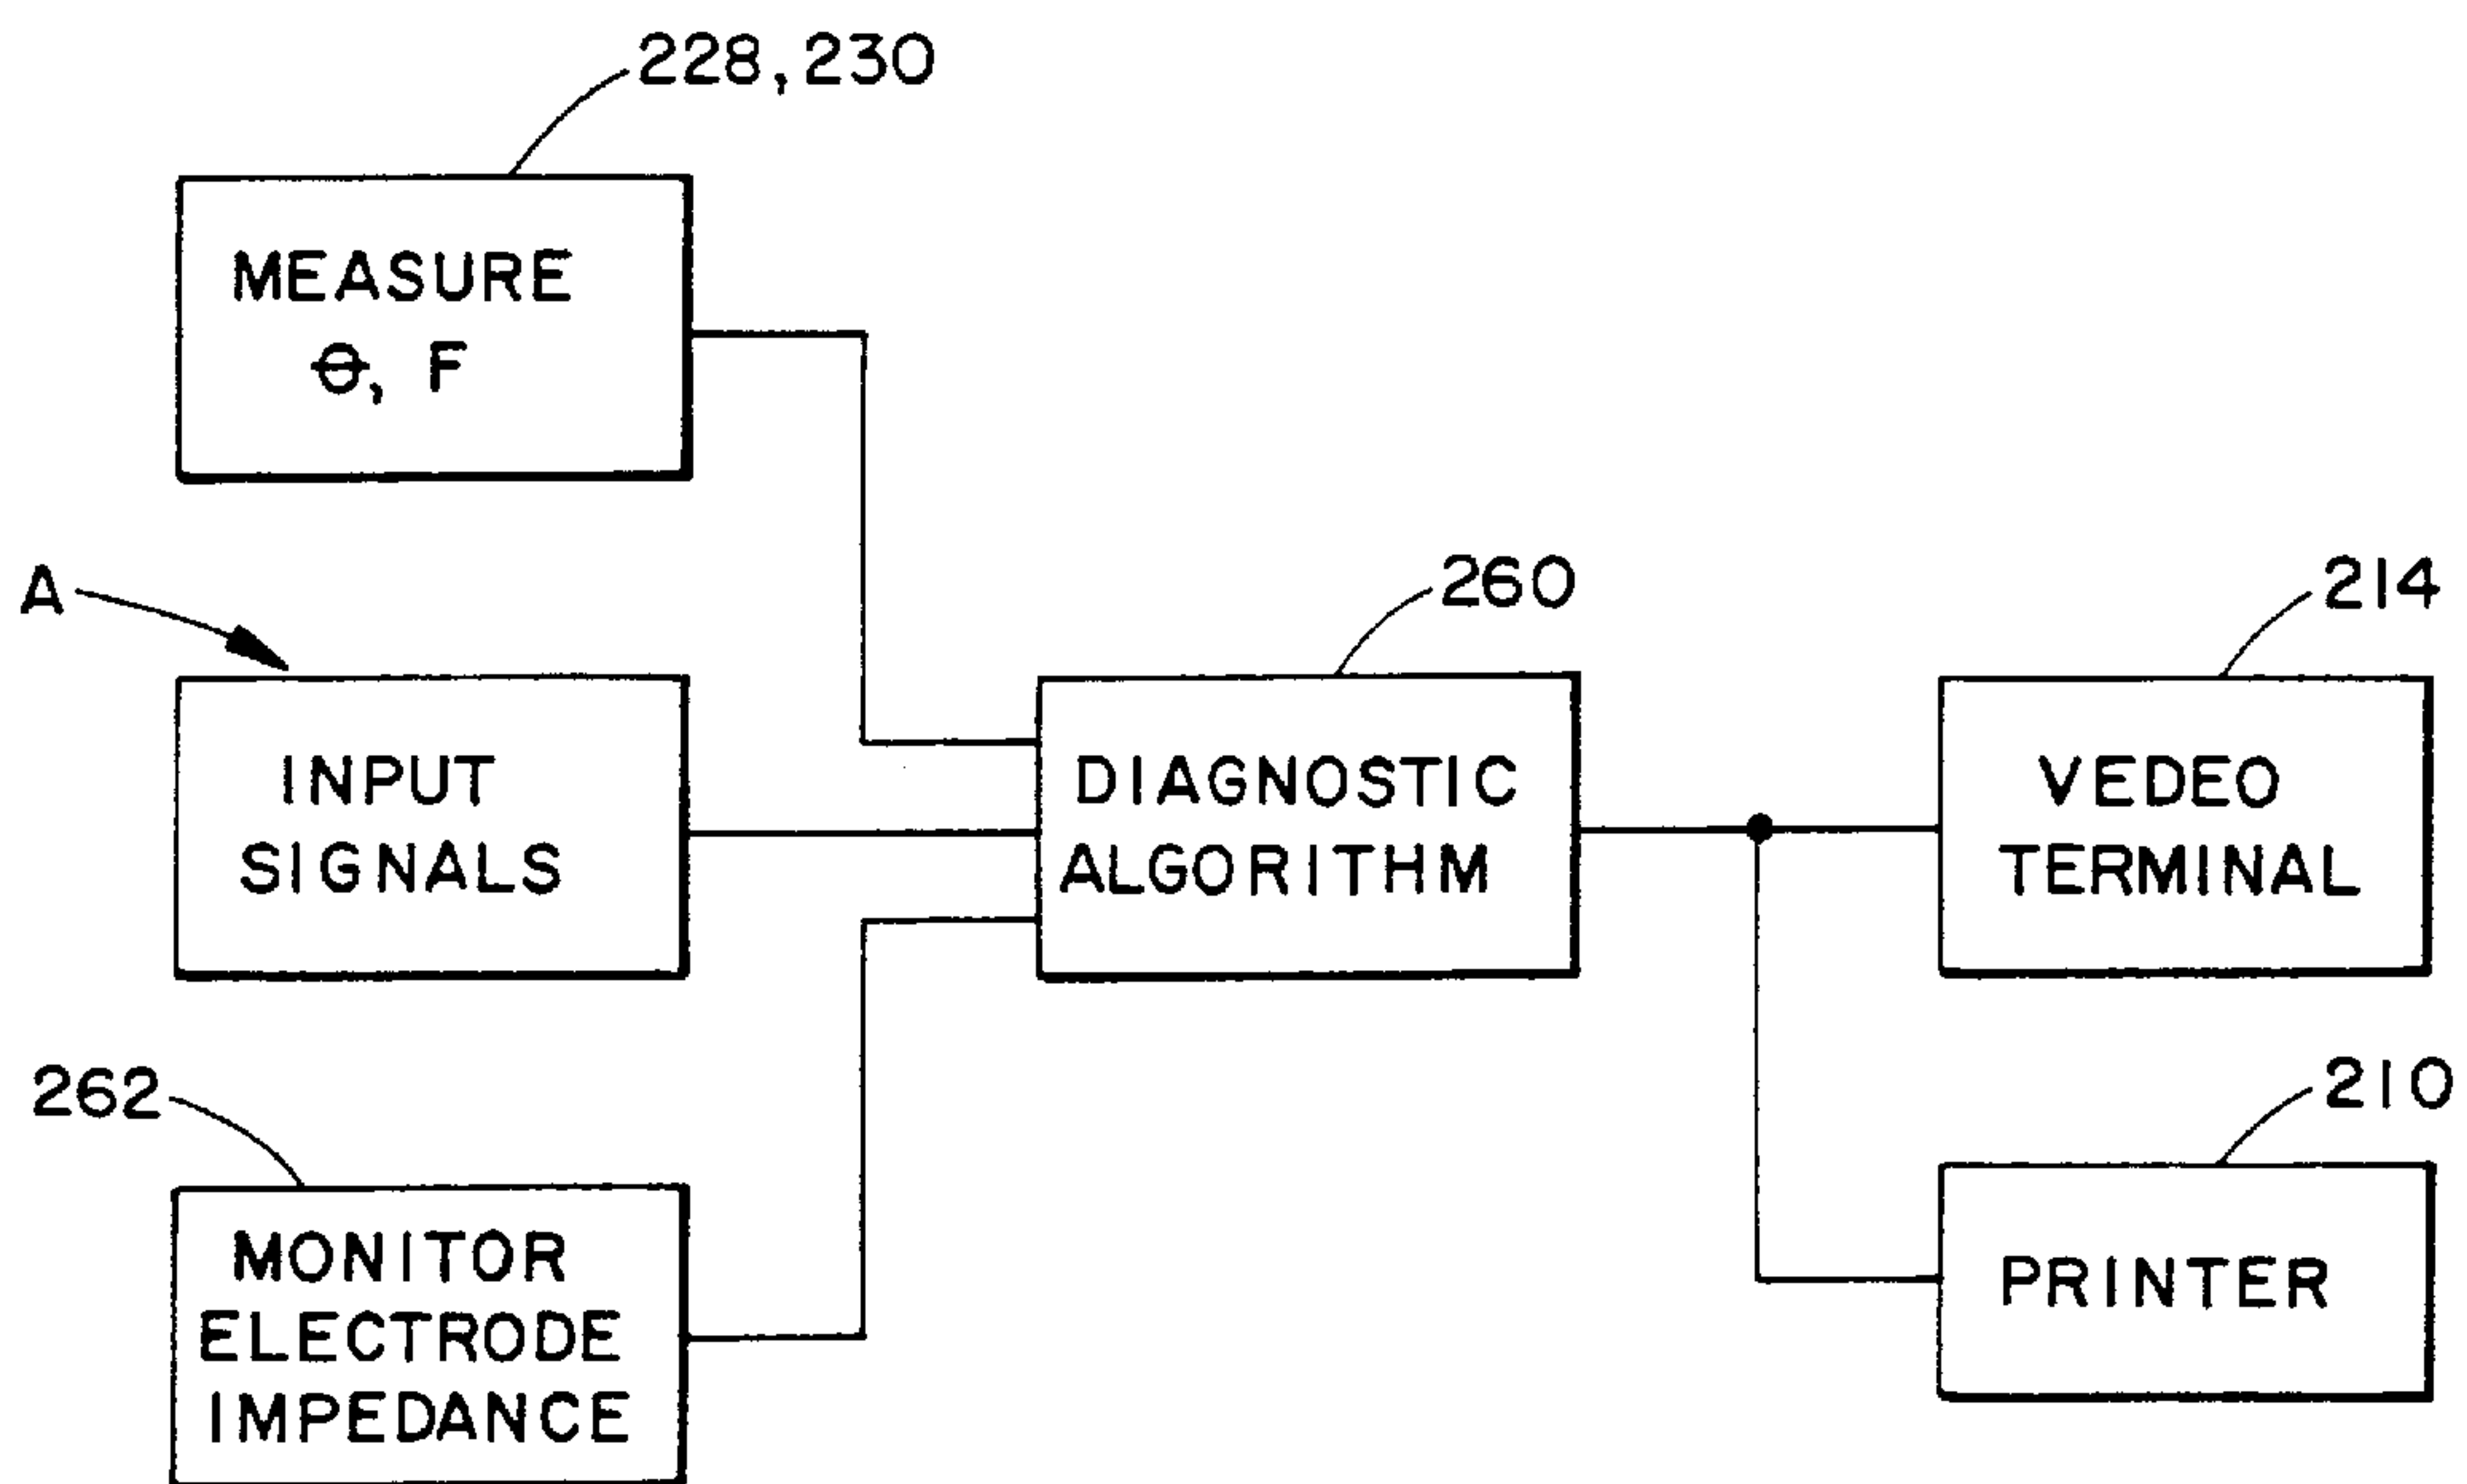 228, 230
MEASURE
Θ, F
A
INPUT
SIGNALS
260
DIAGNOSTIC
ALGORITHM
214
VEDEO
TERMINAL
262
MONITOR
ELECTRODE
IMPEDANCE
210
PRINTER